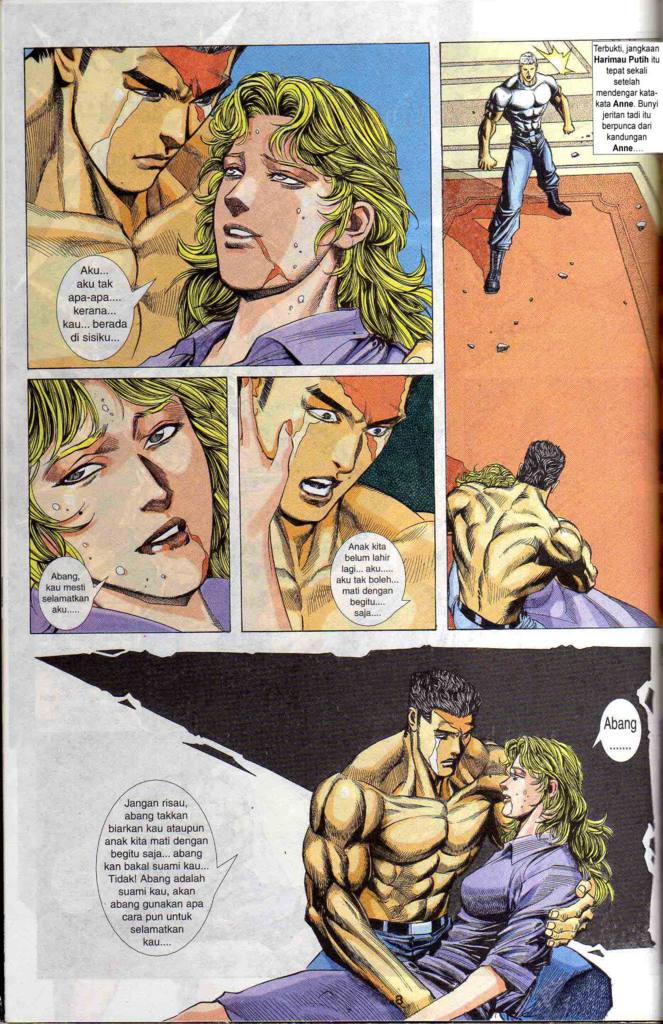 Aku...
aku tak
apa-apa....
kerana...
kau... berada
di sisiku...
Terbukti, jangkaan
Harimau Putih itu
tepat sekali
setelah
mendengar kata-
kata Anne. Bunyi
jeritan tadi itu
berpunca dari
kandungan
Anne....
Abang,
kau mesti
selamatkan
aku.....
Anak kita
belum lahir
lagi... aku.....
aku tak boleh...
mati dengan
begitu....
saja....
Abang
.......
Jangan risau,
abang takkan
biarkan kau ataupun
anak kita mati dengan
begitu saja... abang
kan bakal suami kau...
Tidak! Abang adalah
suami kau, akan
abang gunakan apa
cara pun untuk
selamatkan
kau....
8